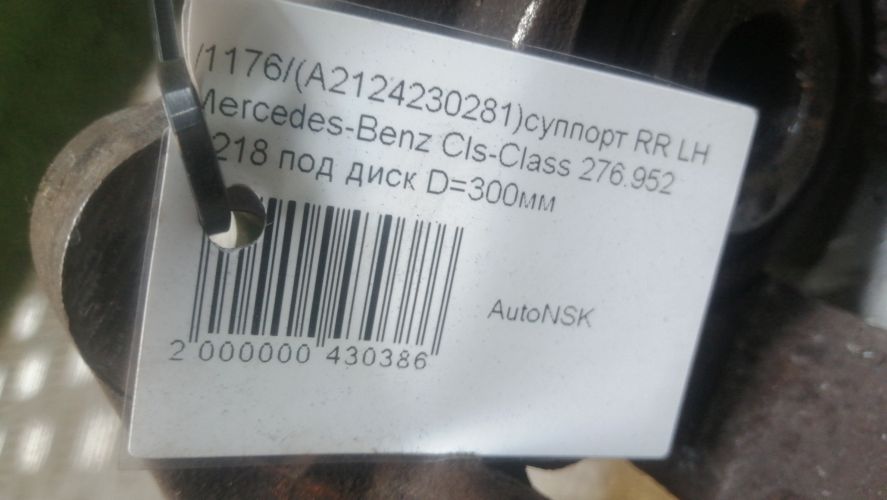 /1176/(A2124230281)суппорт RR LH
Mercedes-Benz Cls-Class 276.952
218 под диск D=300мм
AutoNSK
2 000000 430386